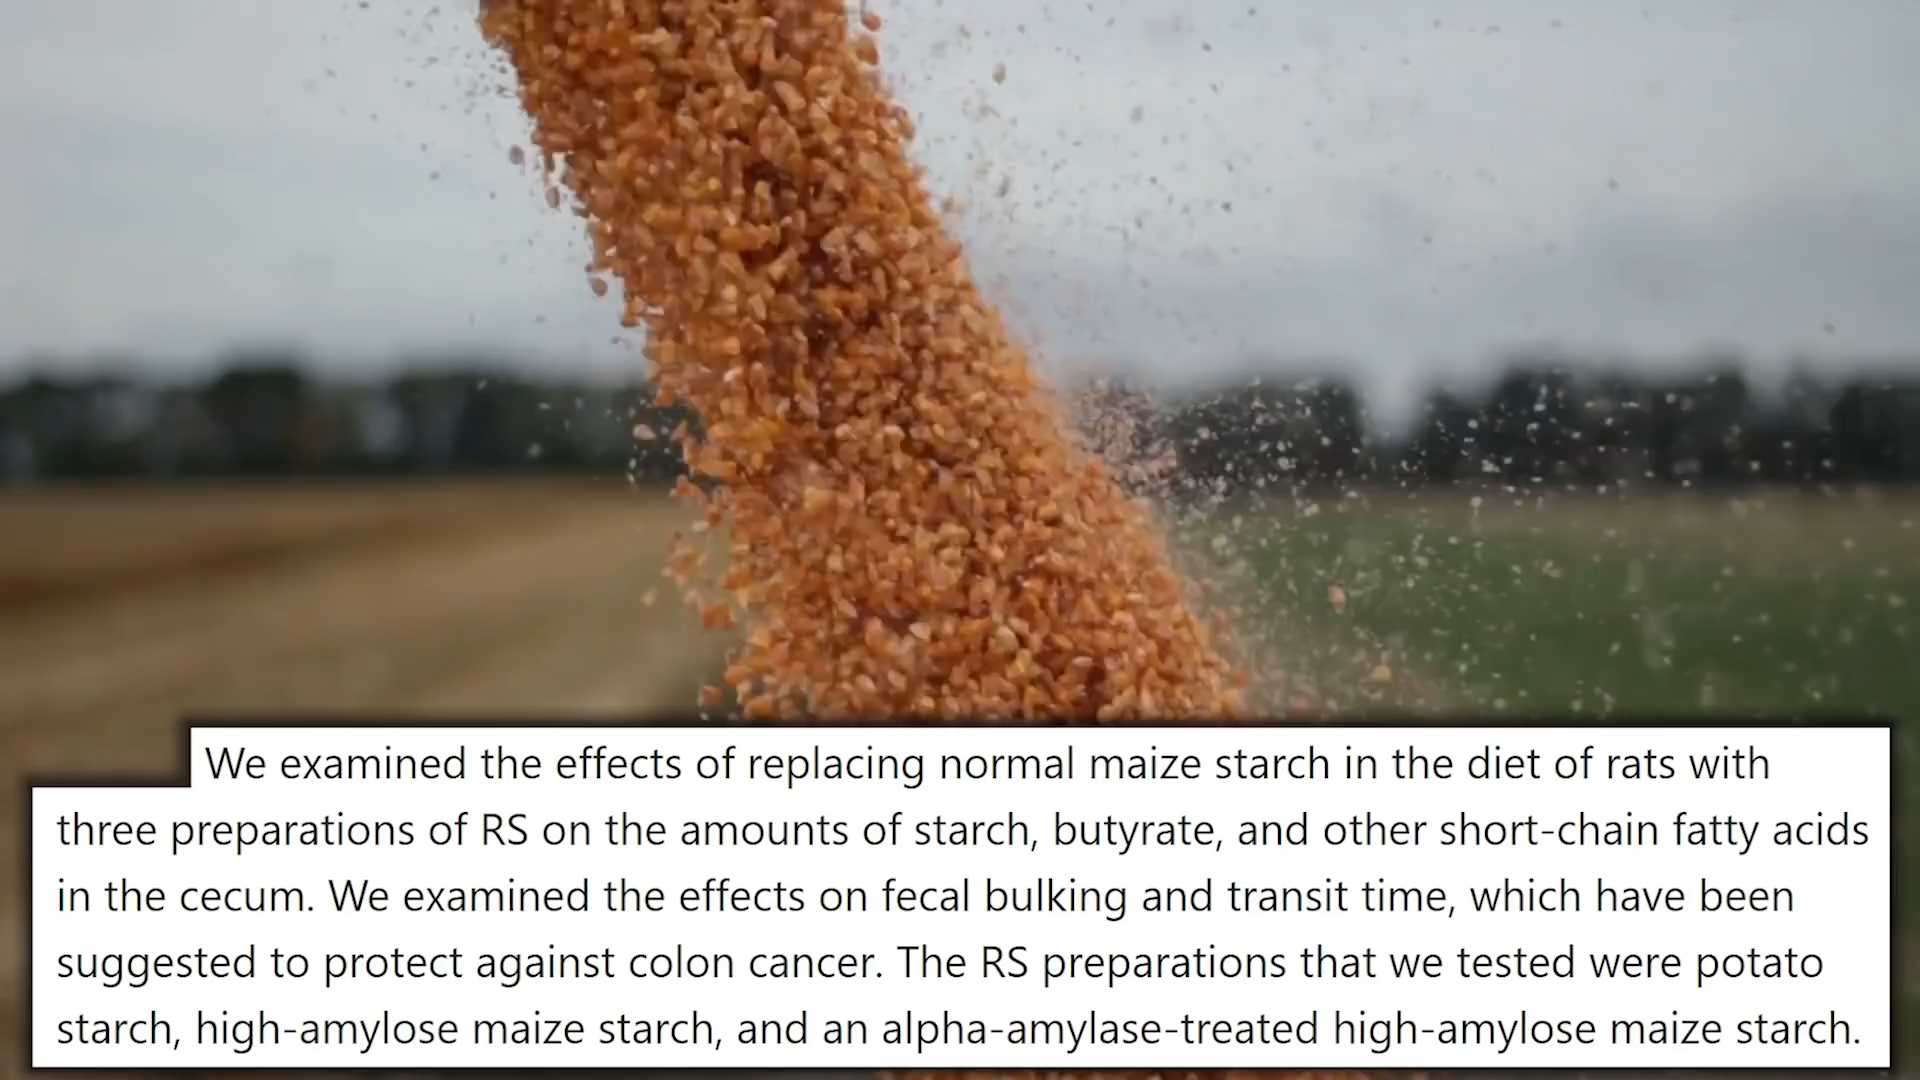 We examined the effects of replacing normal maize starch in the diet of rats with
three preparations of RS on the amounts of starch, butyrate, and other short-chain fatty acids
in the cecum. We examined the effects on fecal bulking and transit time, which have been
suggested to protect against colon cancer. The RS preparations that we tested were potato
starch, high-amylose maize starch, and an alpha-amylase-treated high-amylose maize starch.